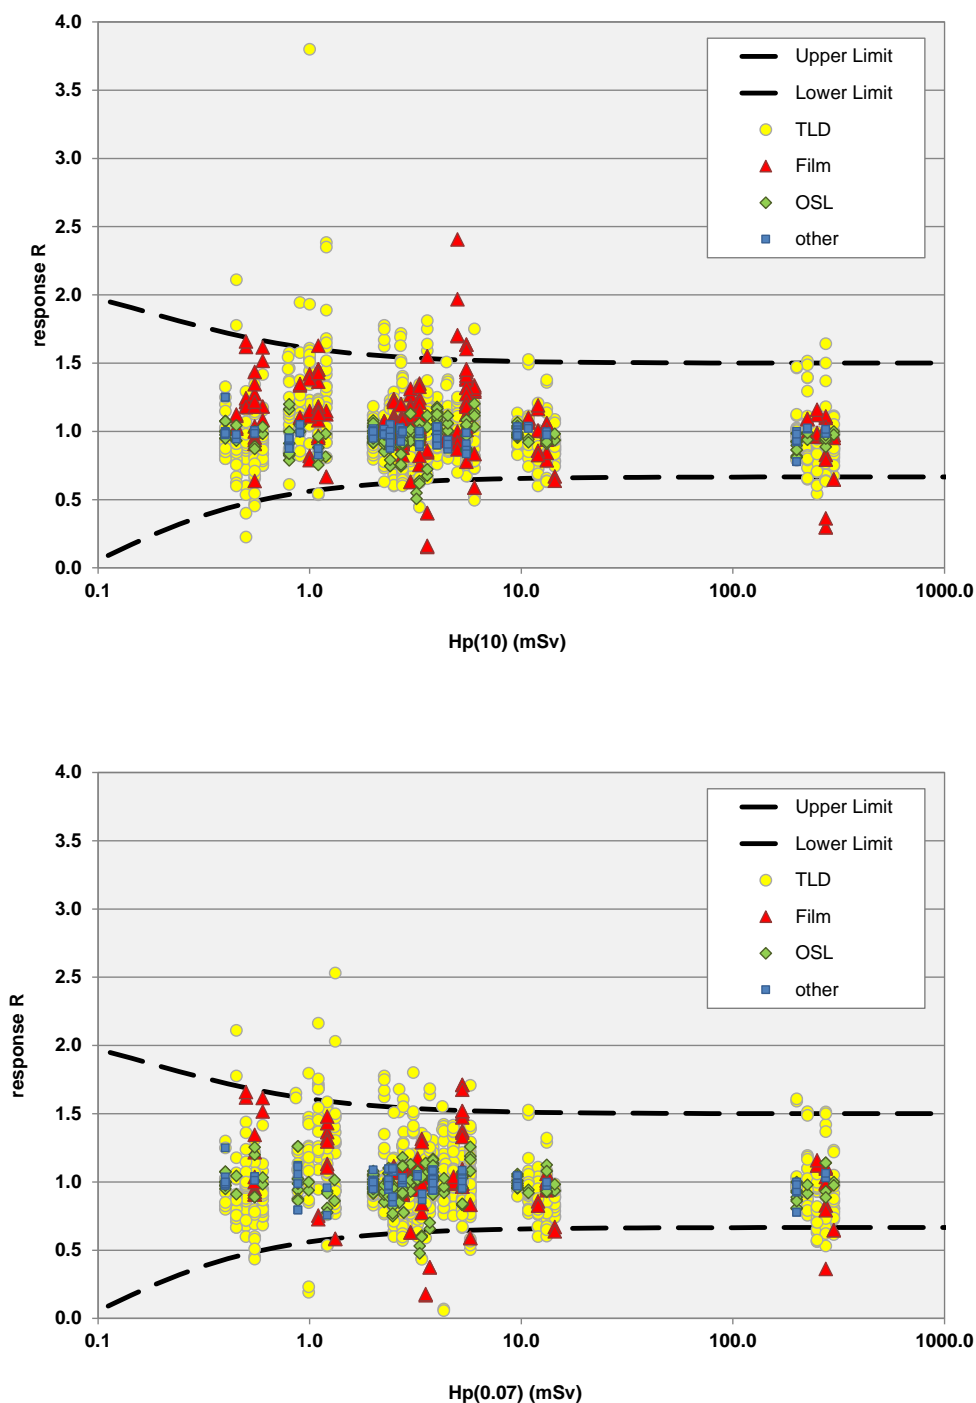 4.0
3.5
3.0
2.5
2.0
1.5
1.0
0.5
0.0
response R
Upper Limit
Lower Limit
TLD
Film
OSL
other
0.1 1.0 10.0 100.0 1000.0
Hp(10) (mSv)
4.0
3.5
3.0
2.5
2.0
1.5
1.0
0.5
0.0
response R
Upper Limit
Lower Limit
TLD
Film
OSL
other
0.1 1.0 10.0 100.0 1000.0
Hp(0.07) (mSv)